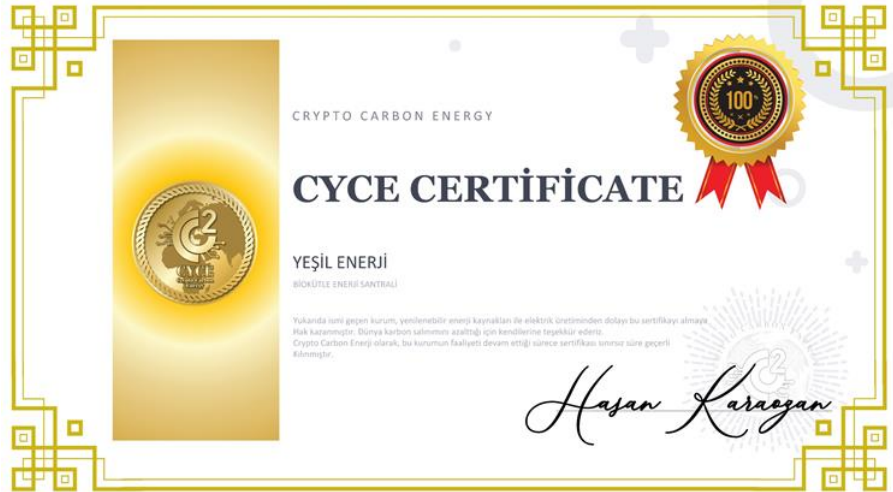 CRYPTO CARBON ENERGY
100
CYCE CERTİFİCATE
CYCE
YEŞİL ENERJİ
BİOKÜTLE ENERJİ SANTRALİ
Yukarıda ismi geçen kurum, yenilenebilir enerji kaynakları ile elektrik üretiminden dolayı bu sertifikayı almaya
Hak kazanmıştır. Dünya karbon salınımını azalttığı için kendilerine teşekkür ederiz.
Crypto Carbon Enerji olarak, bu kurumun faaliyeti devam ettiği sürece sertifikası sınırsız süre geçerli
Kılınmıştır.
Hasan Karaozan